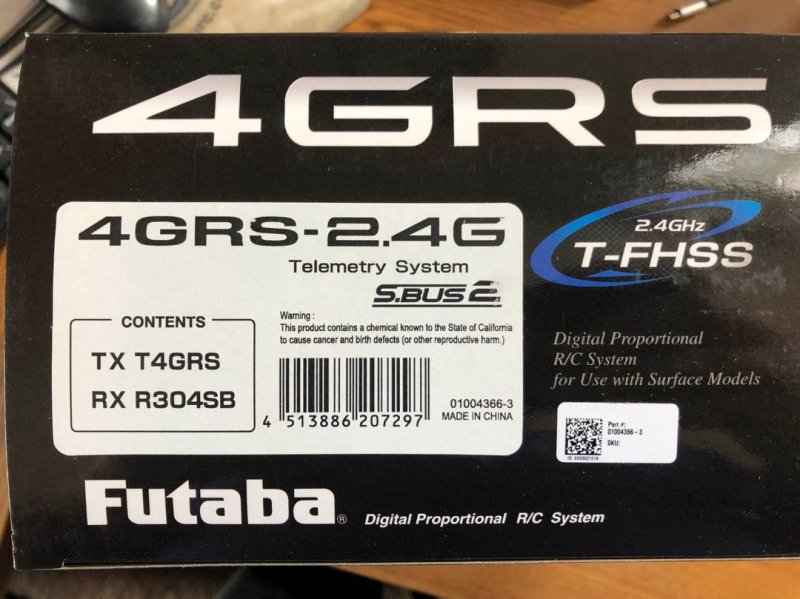 4GRS
4GRS-2.4G
Telemetry System
S.BUS2
2.4GHz
T-FHSS
CONTENTS
TX T4GRS
RX R304SB
Warning :
This product contains a chemical known to the State of California
to cause cancer and birth defects (or other reproductive harm.)
4 513886 207297
01004366-3
MADE IN CHINA
Digital Proportional
R/C System
for Use with Surface Models
Part #:
01004366-3
SKU:
Futaba®
Digital Proportional R/C System